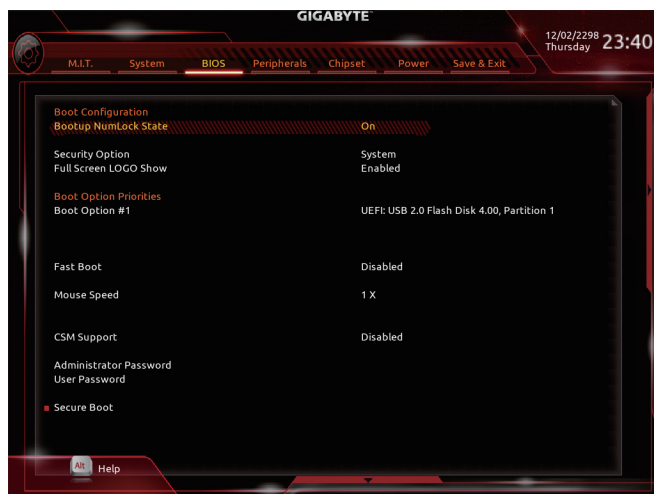 GIGABYTE™
12/02/2298 Thursday 23:40
M.I.T. System BIOS Peripherals Chipset Power Save & Exit
Boot Configuration
Bootup NumLock State On
Security Option System
Full Screen LOGO Show Enabled
Boot Option Priorities
Boot Option #1 UEFI: USB 2.0 Flash Disk 4.00, Partition 1
Fast Boot Disabled
Mouse Speed 1 X
CSM Support Disabled
Administrator Password
User Password
Secure Boot
Alt Help